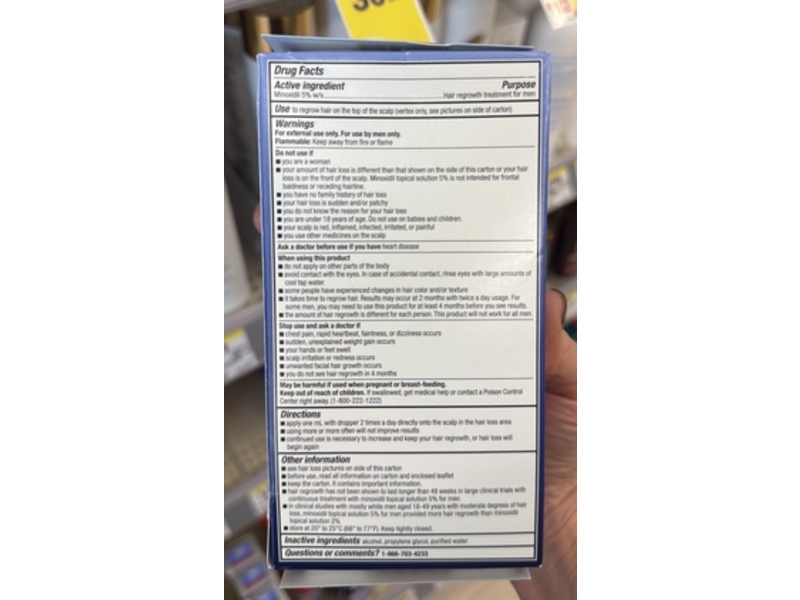 Drug Facts
Active ingredient Purpose
Minoxidil 5% w/v Hair regrowth treatment for men
Use to regrow hair on the top of the scalp (vertex only, see pictures on side of carton)
Warnings
For external use only. For use by men only.
Flammable: Keep away from fire or flame
Do not use if
■ you are a woman
■ your amount of hair loss is different than that shown on the side of this carton or your hair
loss is on the front of the scalp. Minoxidil topical solution 5% is not intended for frontal
baldness or receding hairline.
■ you have no family history of hair loss
■ your hair loss is sudden and/or patchy
■ you do not know the reason for your hair loss
■ you are under 18 years of age. Do not use on babies and children.
■ your scalp is red, inflamed, infected, irritated, or painful
■ you use other medicines on the scalp
Ask a doctor before use if you have heart disease
When using this product
■ do not apply on other parts of the body
■ avoid contact with the eyes. In case of accidental contact, rinse eyes with large amounts of
cool tap water.
■ some people have experienced changes in hair color and/or texture
■ it takes time to regrow hair. Results may occur at 2 months with twice a day usage. For
some men, you may need to use this product for at least 4 months before you see results.
■ the amount of hair regrowth is different for each person. This product will not work for all men.
Stop use and ask a doctor if
■ chest pain, rapid heartbeat, faintness, or dizziness occurs
■ sudden, unexplained weight gain occurs
■ your hands or feet swell
■ scalp irritation or redness occurs
■ unwanted facial hair growth occurs
■ you do not see hair regrowth in 4 months
May be harmful if used when pregnant or breast-feeding.
Keep out of reach of children. If swallowed, get medical help or contact a Poison Control
Center right away. (1-800-222-1222)
Directions
■ apply one mL with dropper 2 times a day directly onto the scalp in the hair loss area
■ using more or more often will not improve results
■ continued use is necessary to increase and keep your hair regrowth, or hair loss will
begin again
Other information
■ see hair loss pictures on side of this carton
■ before use, read all information on carton and enclosed leaflet
■ keep the carton. It contains important information.
■ hair regrowth has not been shown to last longer than 48 weeks in large clinical trials with
continuous treatment with minoxidil topical solution 5% for men
■ in clinical studies with mostly white men aged 18-49 years with moderate degrees of hair
loss, minoxidil topical solution 5% for men provided more hair regrowth than minoxidil
topical solution 2%
■ store at 20° to 25°C (68° to 77°F). Keep tightly closed.
Inactive ingredients alcohol, propylene glycol, purified water
Questions or comments?